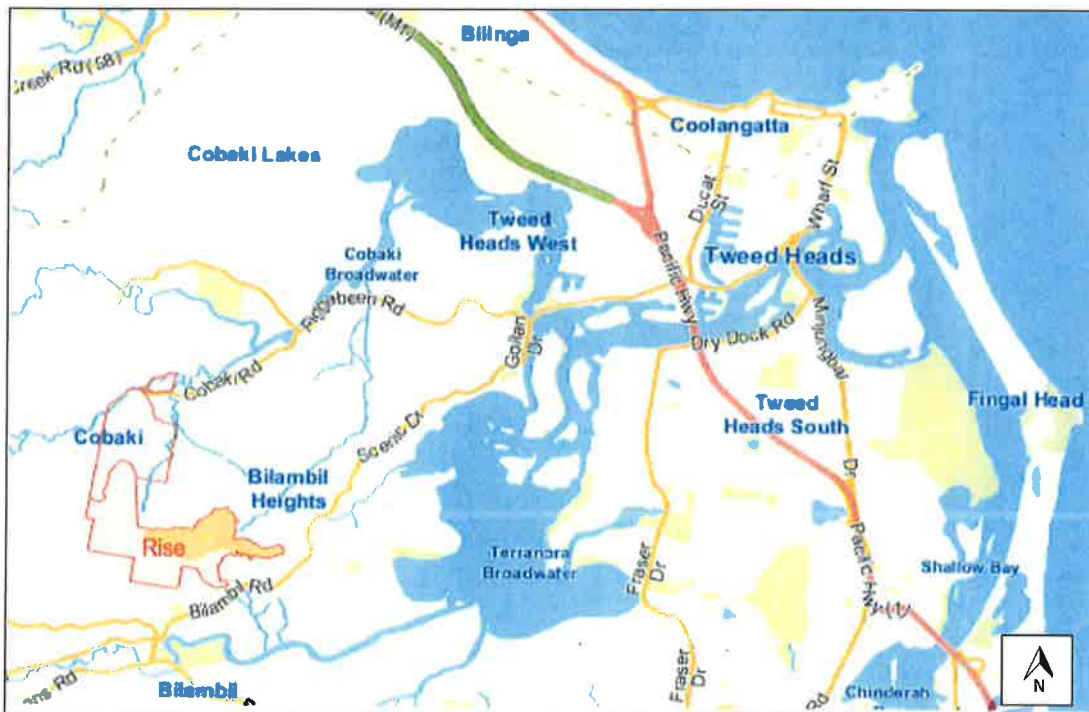 (M1)
Bilinga
Creek Rd (58)
Coolangatta
Cobaki Lakes
Ducat
St
Wharf St
Tweed
Heads West
Pacific Hwy
Tweed Heads
Cobaki
Broadwater
Piggabeen Rd
Gollan
Dr
Dry Dock Rd
Minjungbal
Dr
Cobaki Rd
Fingal Head
Tweed
Heads South
Scenic Dr
Cobaki
Bilambil
Heights
Rise
Terranora
Broadwater
Fraser
Dr
Pacific Hwy (1)
Shallow Bay
Bilambil Rd
Rd
Bilambil
Fraser
Dr
Rd
Chinderah
N